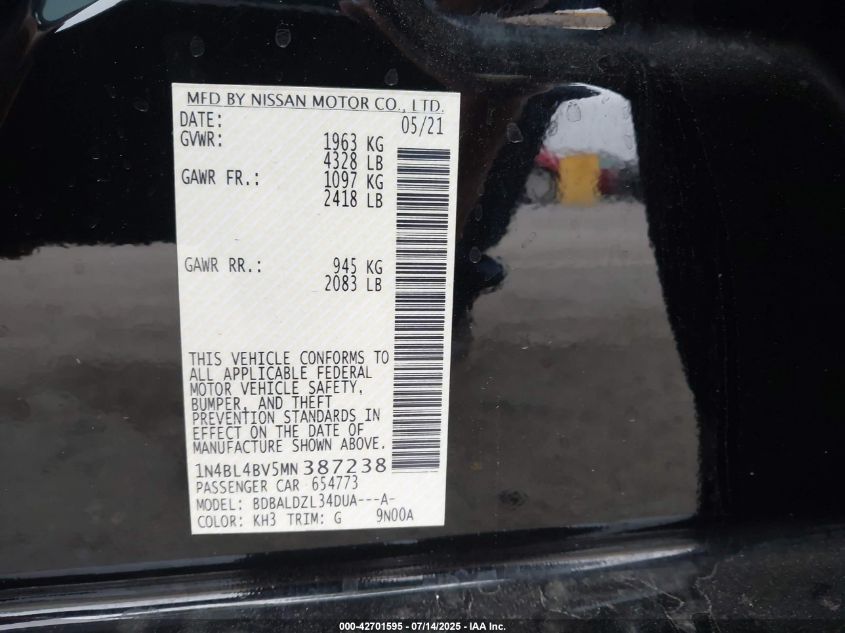 MFD BY NISSAN MOTOR CO., LTD.
DATE: 05/21
GVWR: 1963 KG
4328 LB
GAWR FR.: 1097 KG
2418 LB
GAWR RR.: 945 KG
2083 LB
THIS VEHICLE CONFORMS TO
ALL APPLICABLE FEDERAL
MOTOR VEHICLE SAFETY,
BUMPER, AND THEFT
PREVENTION STANDARDS IN
EFFECT ON THE DATE OF
MANUFACTURE SHOWN ABOVE.
1N4BL4BV5MN387238
PASSENGER CAR 654773
MODEL: BDBALDZL34DUA---A-
COLOR: KH3 TRIM: G 9N00A
000-42701595 - 07/14/2025 - IAA Inc.